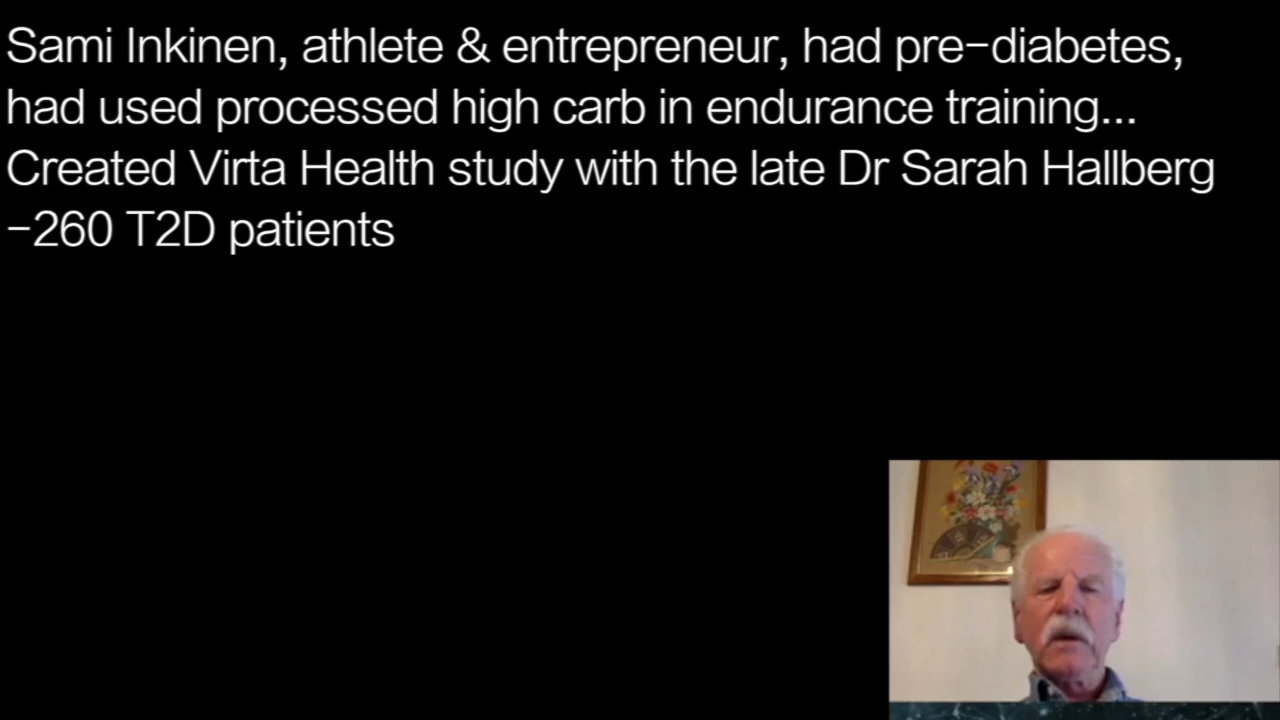 Sami Inkinen, athlete & entrepreneur, had pre-diabetes,
had used processed high carb in endurance training...
Created Virta Health study with the late Dr Sarah Hallberg
-260 T2D patients